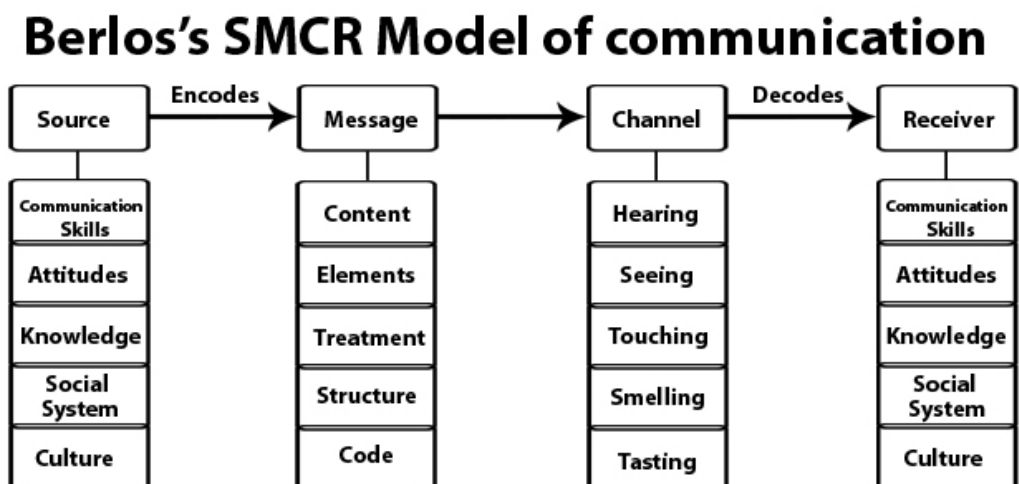 Berlos's SMCR Model of communication
Encodes
Decodes
Source
Message
Channel
Receiver
Communication
Skills
Content
Hearing
Communication
Skills
Attitudes
Elements
Seeing
Attitudes
Knowledge
Treatment
Touching
Knowledge
Social
System
Structure
Smelling
Social
System
Culture
Code
Tasting
Culture